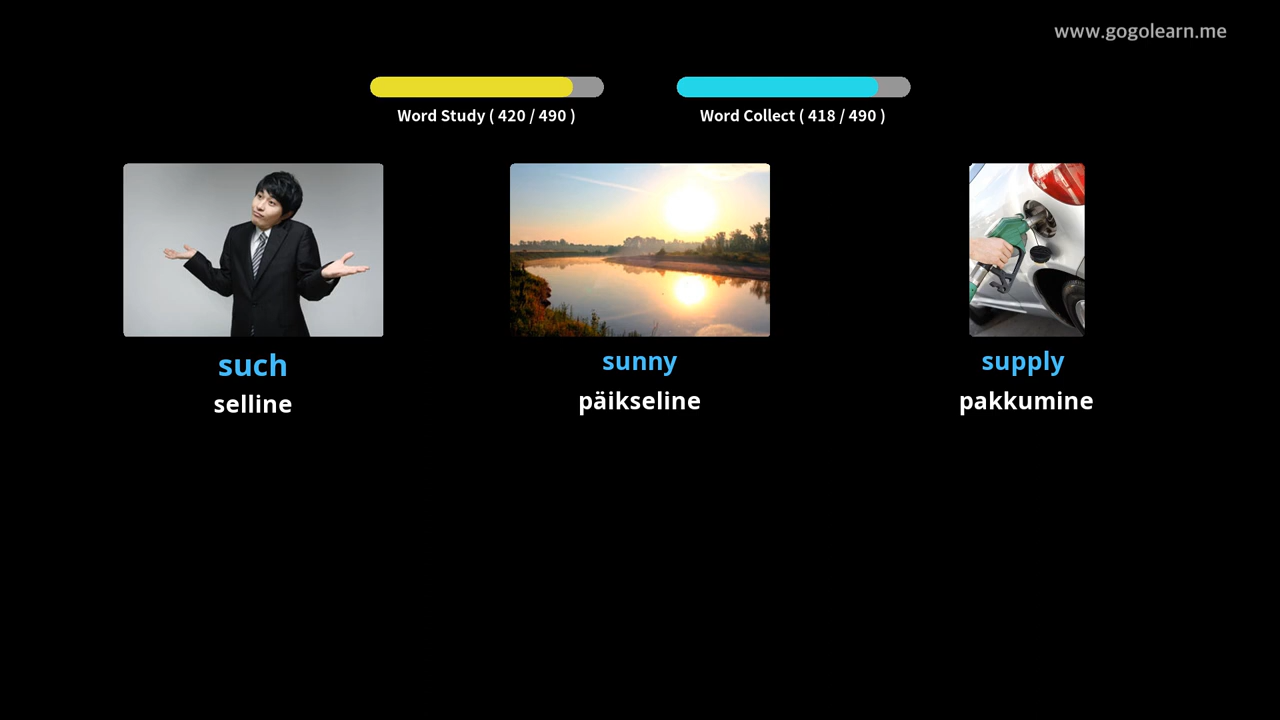 www.gogolearn.me
Word Study ( 420 / 490 )
Word Collect ( 418 / 490 )
such
sunny
supply
selline
päikseline
pakkumine